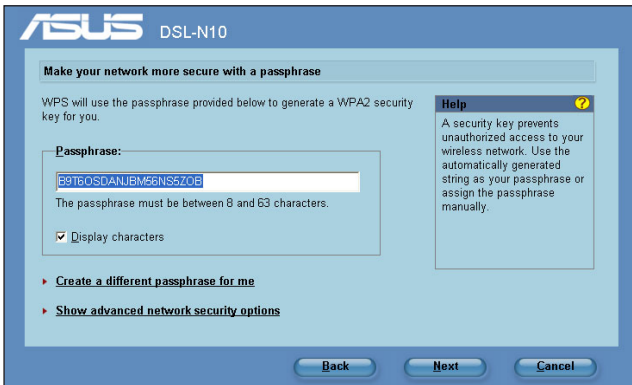 ASUS DSL-N10
Make your network more secure with a passphrase
WPS will use the passphrase provided below to generate a WPA2 security
key for you.
Passphrase:
B9T6OSDANJBM56NS5ZOB
The passphrase must be between 8 and 63 characters.
Display characters
Create a different passphrase for me
Show advanced network security options
Help ?
A security key prevents
unauthorized access to your
wireless network. Use the
automatically generated
string as your passphrase or
assign the passphrase
manually.
Back Next Cancel